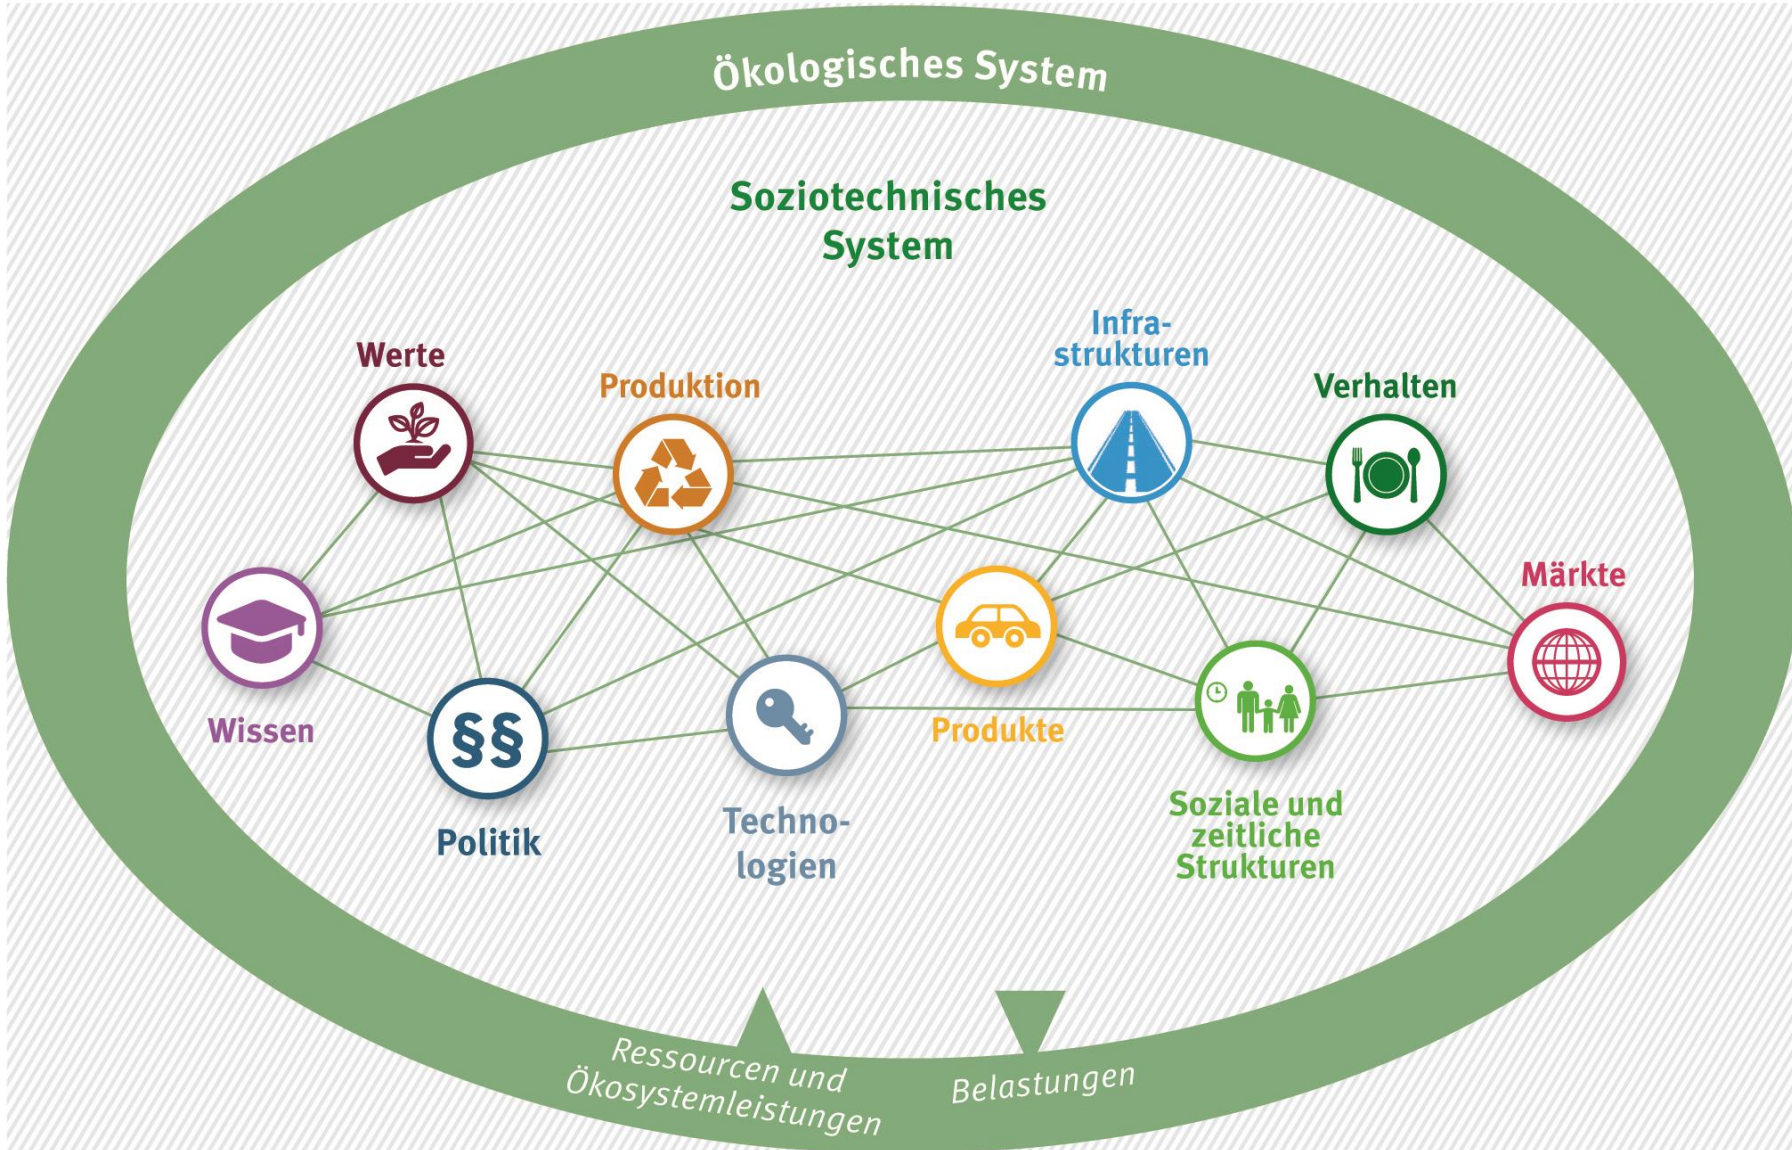 Ökologisches System
Soziotechnisches
System
Infra-
strukturen
Werte
Produktion
Verhalten
Märkte
Wissen
§§
Produkte
Politik
Techno-
logien
Soziale und
zeitliche
Strukturen
Ressourcen und
Ökosystemleistungen
Belastungen